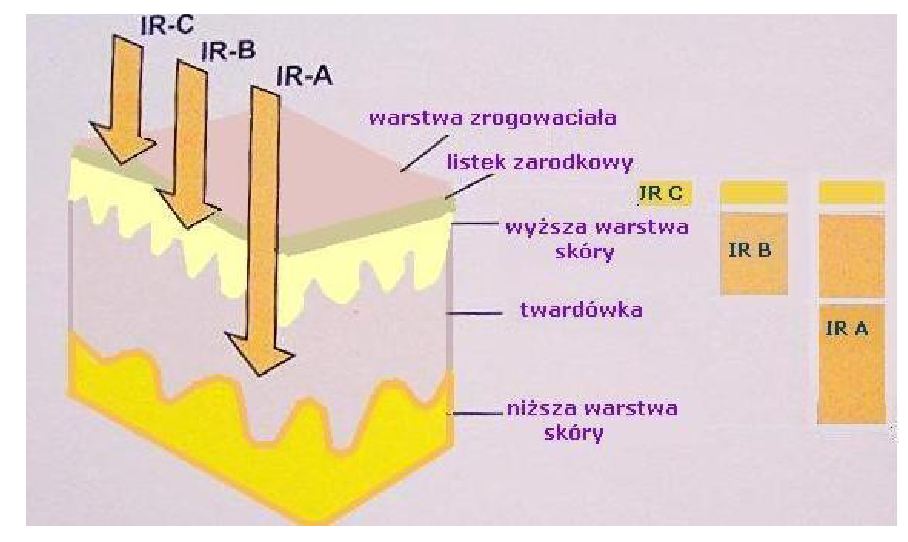 IR-C
IR-B
IR-A
warstwa zrogowaciała
listek zarodkowy
wyższa warstwa
skóry
twardówka
niższa warstwa
skóry
IR C
IR B
IR A